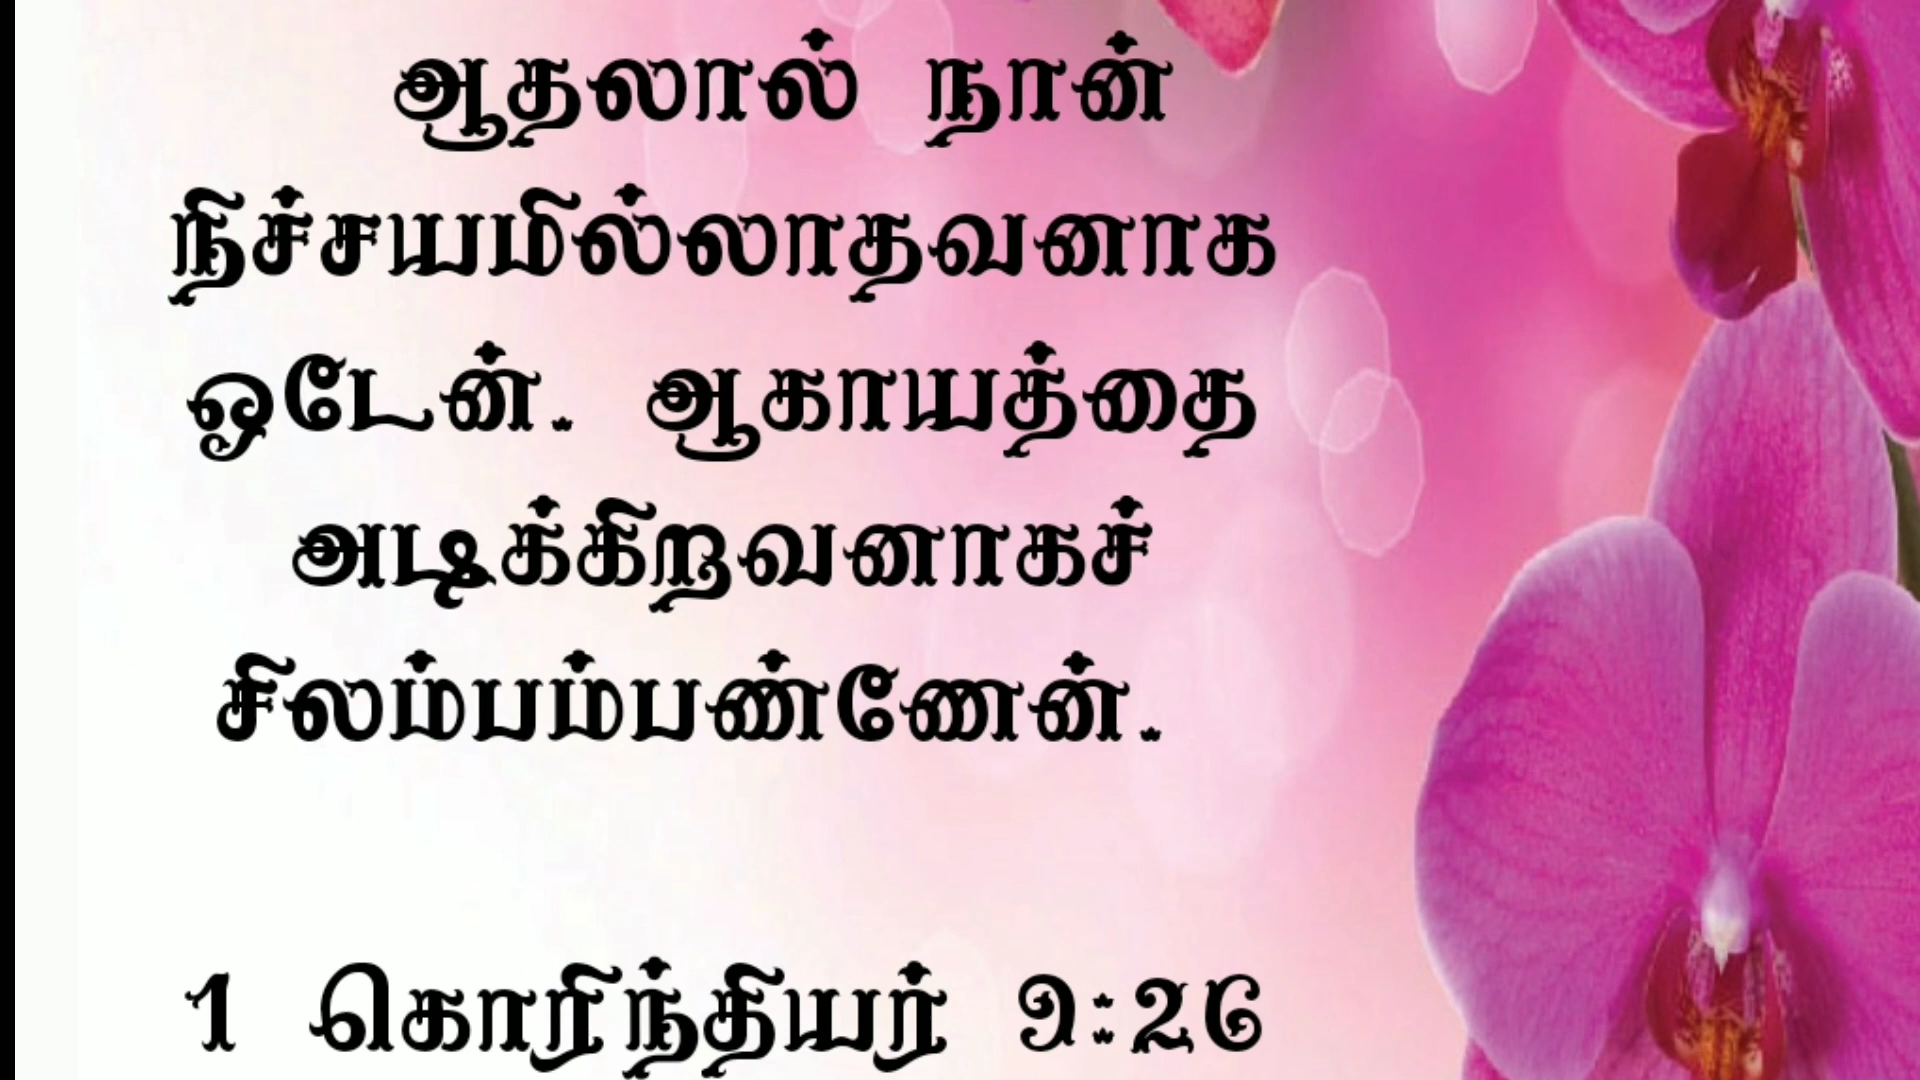 ஆதலால் நான்
நிச்சயமில்லாதவனாக
ஓடேன். ஆகாயத்தை
அடிக்கிறவனாகச்
சிலம்பம்பண்ணேன்.
1 கொரிந்தியர் 9:26